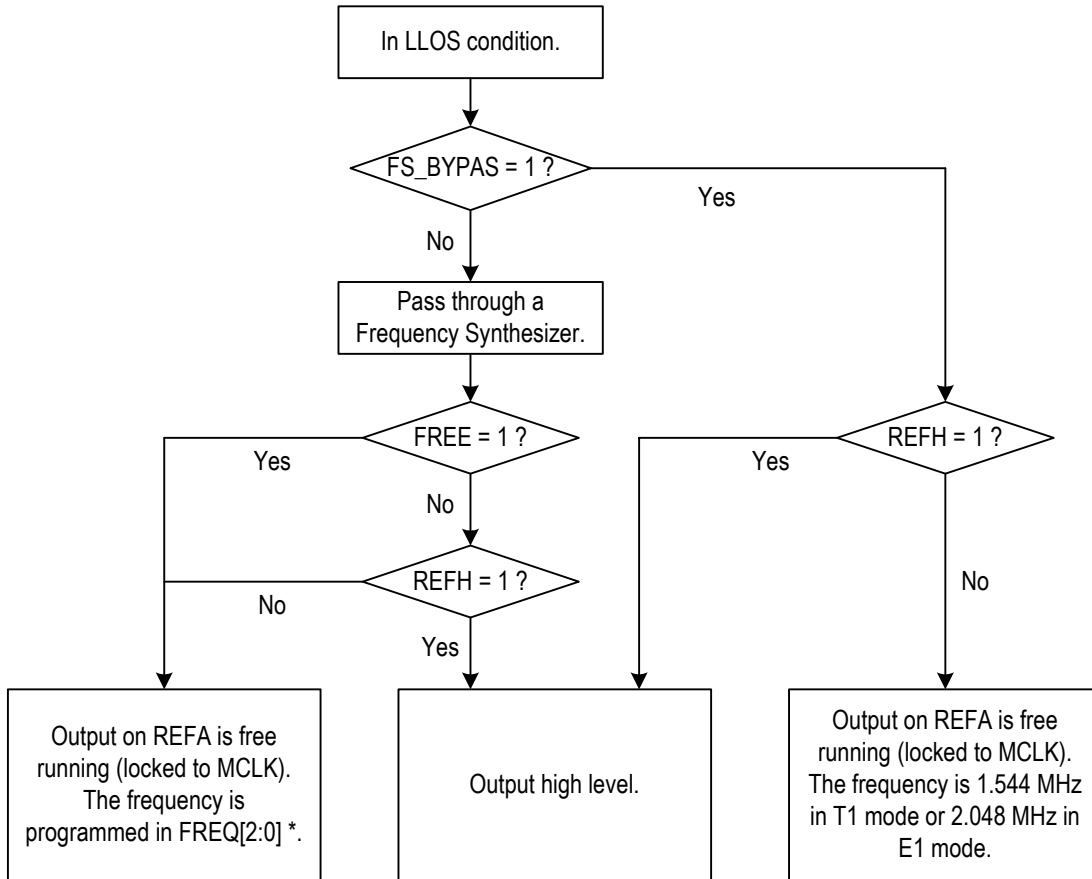 In LLOS condition.
FS_BYPAS = 1 ?
Yes
No
Pass through a
Frequency Synthesizer.
FREE = 1 ?
REFH = 1 ?
Yes
Yes
No
REFH = 1 ?
No
No
Yes
Output on REFA is free
running (locked to MCLK).
The frequency is
programmed in FREQ[2:0] *.
Output high level.
Output on REFA is free
running (locked to MCLK).
The frequency is 1.544 MHz
in T1 mode or 2.048 MHz in
E1 mode.